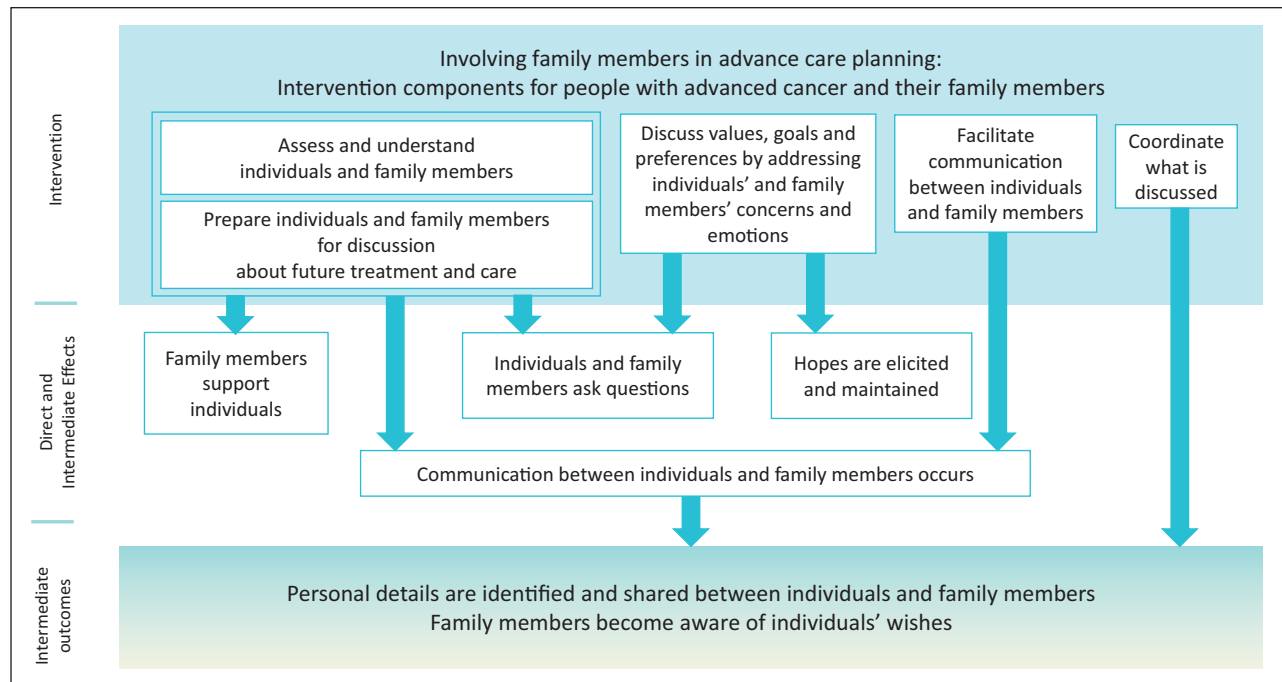 Involving family members in advance care planning:
Intervention components for people with advanced cancer and their family members
Intervention
Assess and understand
individuals and family members
Prepare individuals and family members
for discussion
about future treatment and care
Discuss values, goals and
preferences by addressing
individuals’ and family
members’ concerns and
emotions
Facilitate
communication
between individuals
and family members
Coordinate
what is
discussed
Direct and
Intermediate Effects
Family members
support
individuals
Individuals and family
members ask questions
Hopes are elicited
and maintained
Communication between individuals and family members occurs
Intermediate
outcomes
Personal details are identified and shared between individuals and family members
Family members become aware of individuals’ wishes